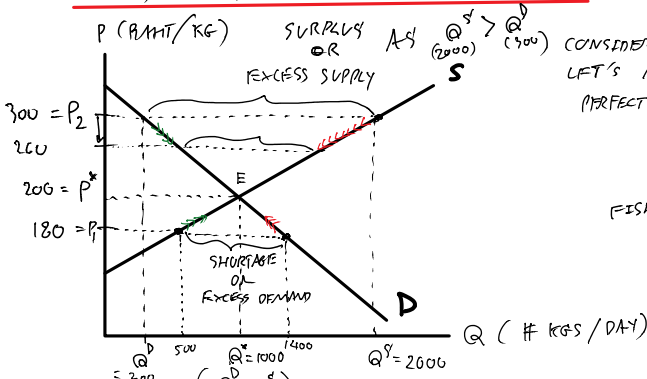 P (BAHT/KG)
SURPLUS
OR
EXCESS SUPPLY
AS Q^S > Q^D
(2000) (300)
CONSIDER
LET'S
PERFECT
S
300 = P₂
260
200 = P*
180 = P₁
E
SHORTAGE
OR
EXCESS DEMAND
D
FISH
Q (# KGS/DAY)
Q^D
= 300
500
Q* = 1000
1400
Q^S = 2000